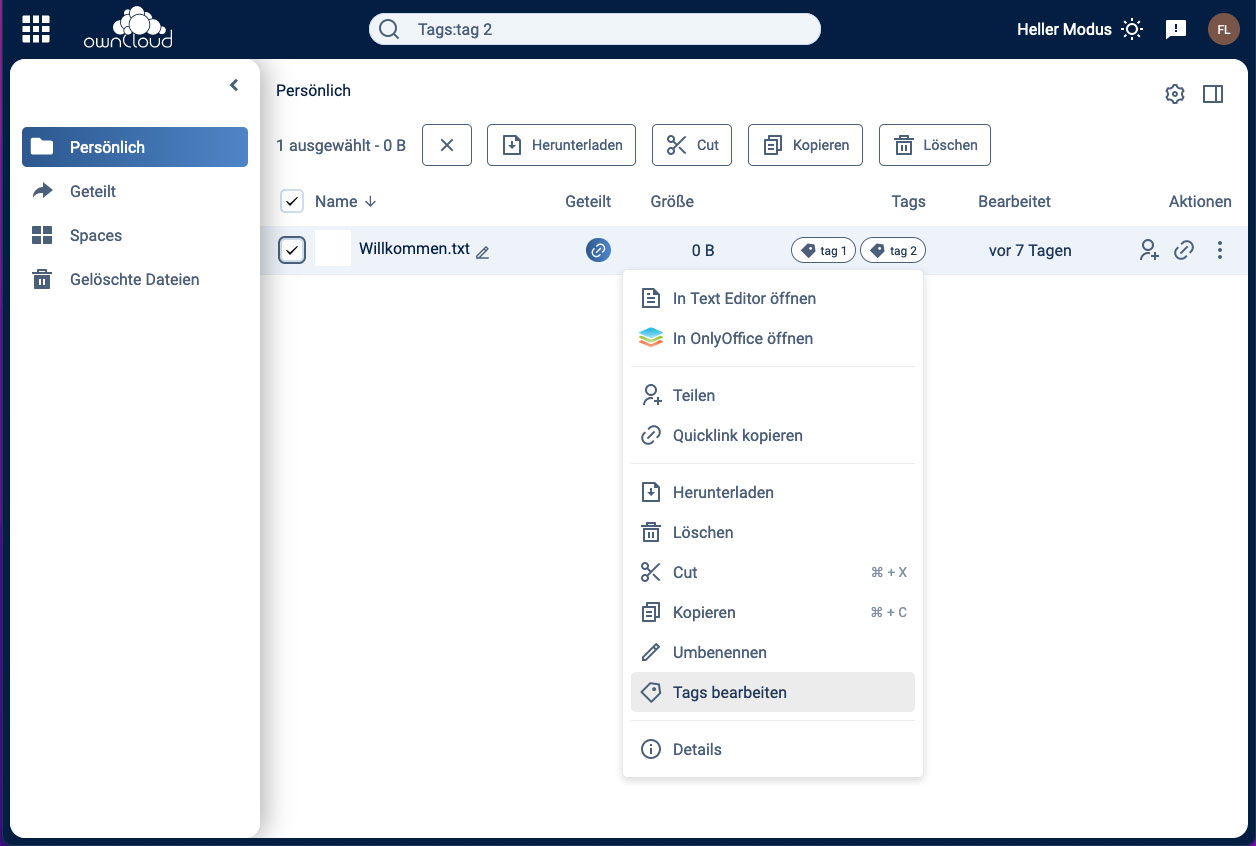 ownCloud
Tags:tag 2
Heller Modus
FL
Persönlich
Geteilt
Spaces
Gelöschte Dateien
Persönlich
1 ausgewählt - 0 B
Herunterladen
Cut
Kopieren
Löschen
Name
Geteilt
Größe
Tags
Bearbeitet
Aktionen
Willkommen.txt
0 B
tag 1
tag 2
vor 7 Tagen
In Text Editor öffnen
In OnlyOffice öffnen
Teilen
Quicklink kopieren
Herunterladen
Löschen
Cut ⌘ + X
Kopieren ⌘ + C
Umbenennen
Tags bearbeiten
Details